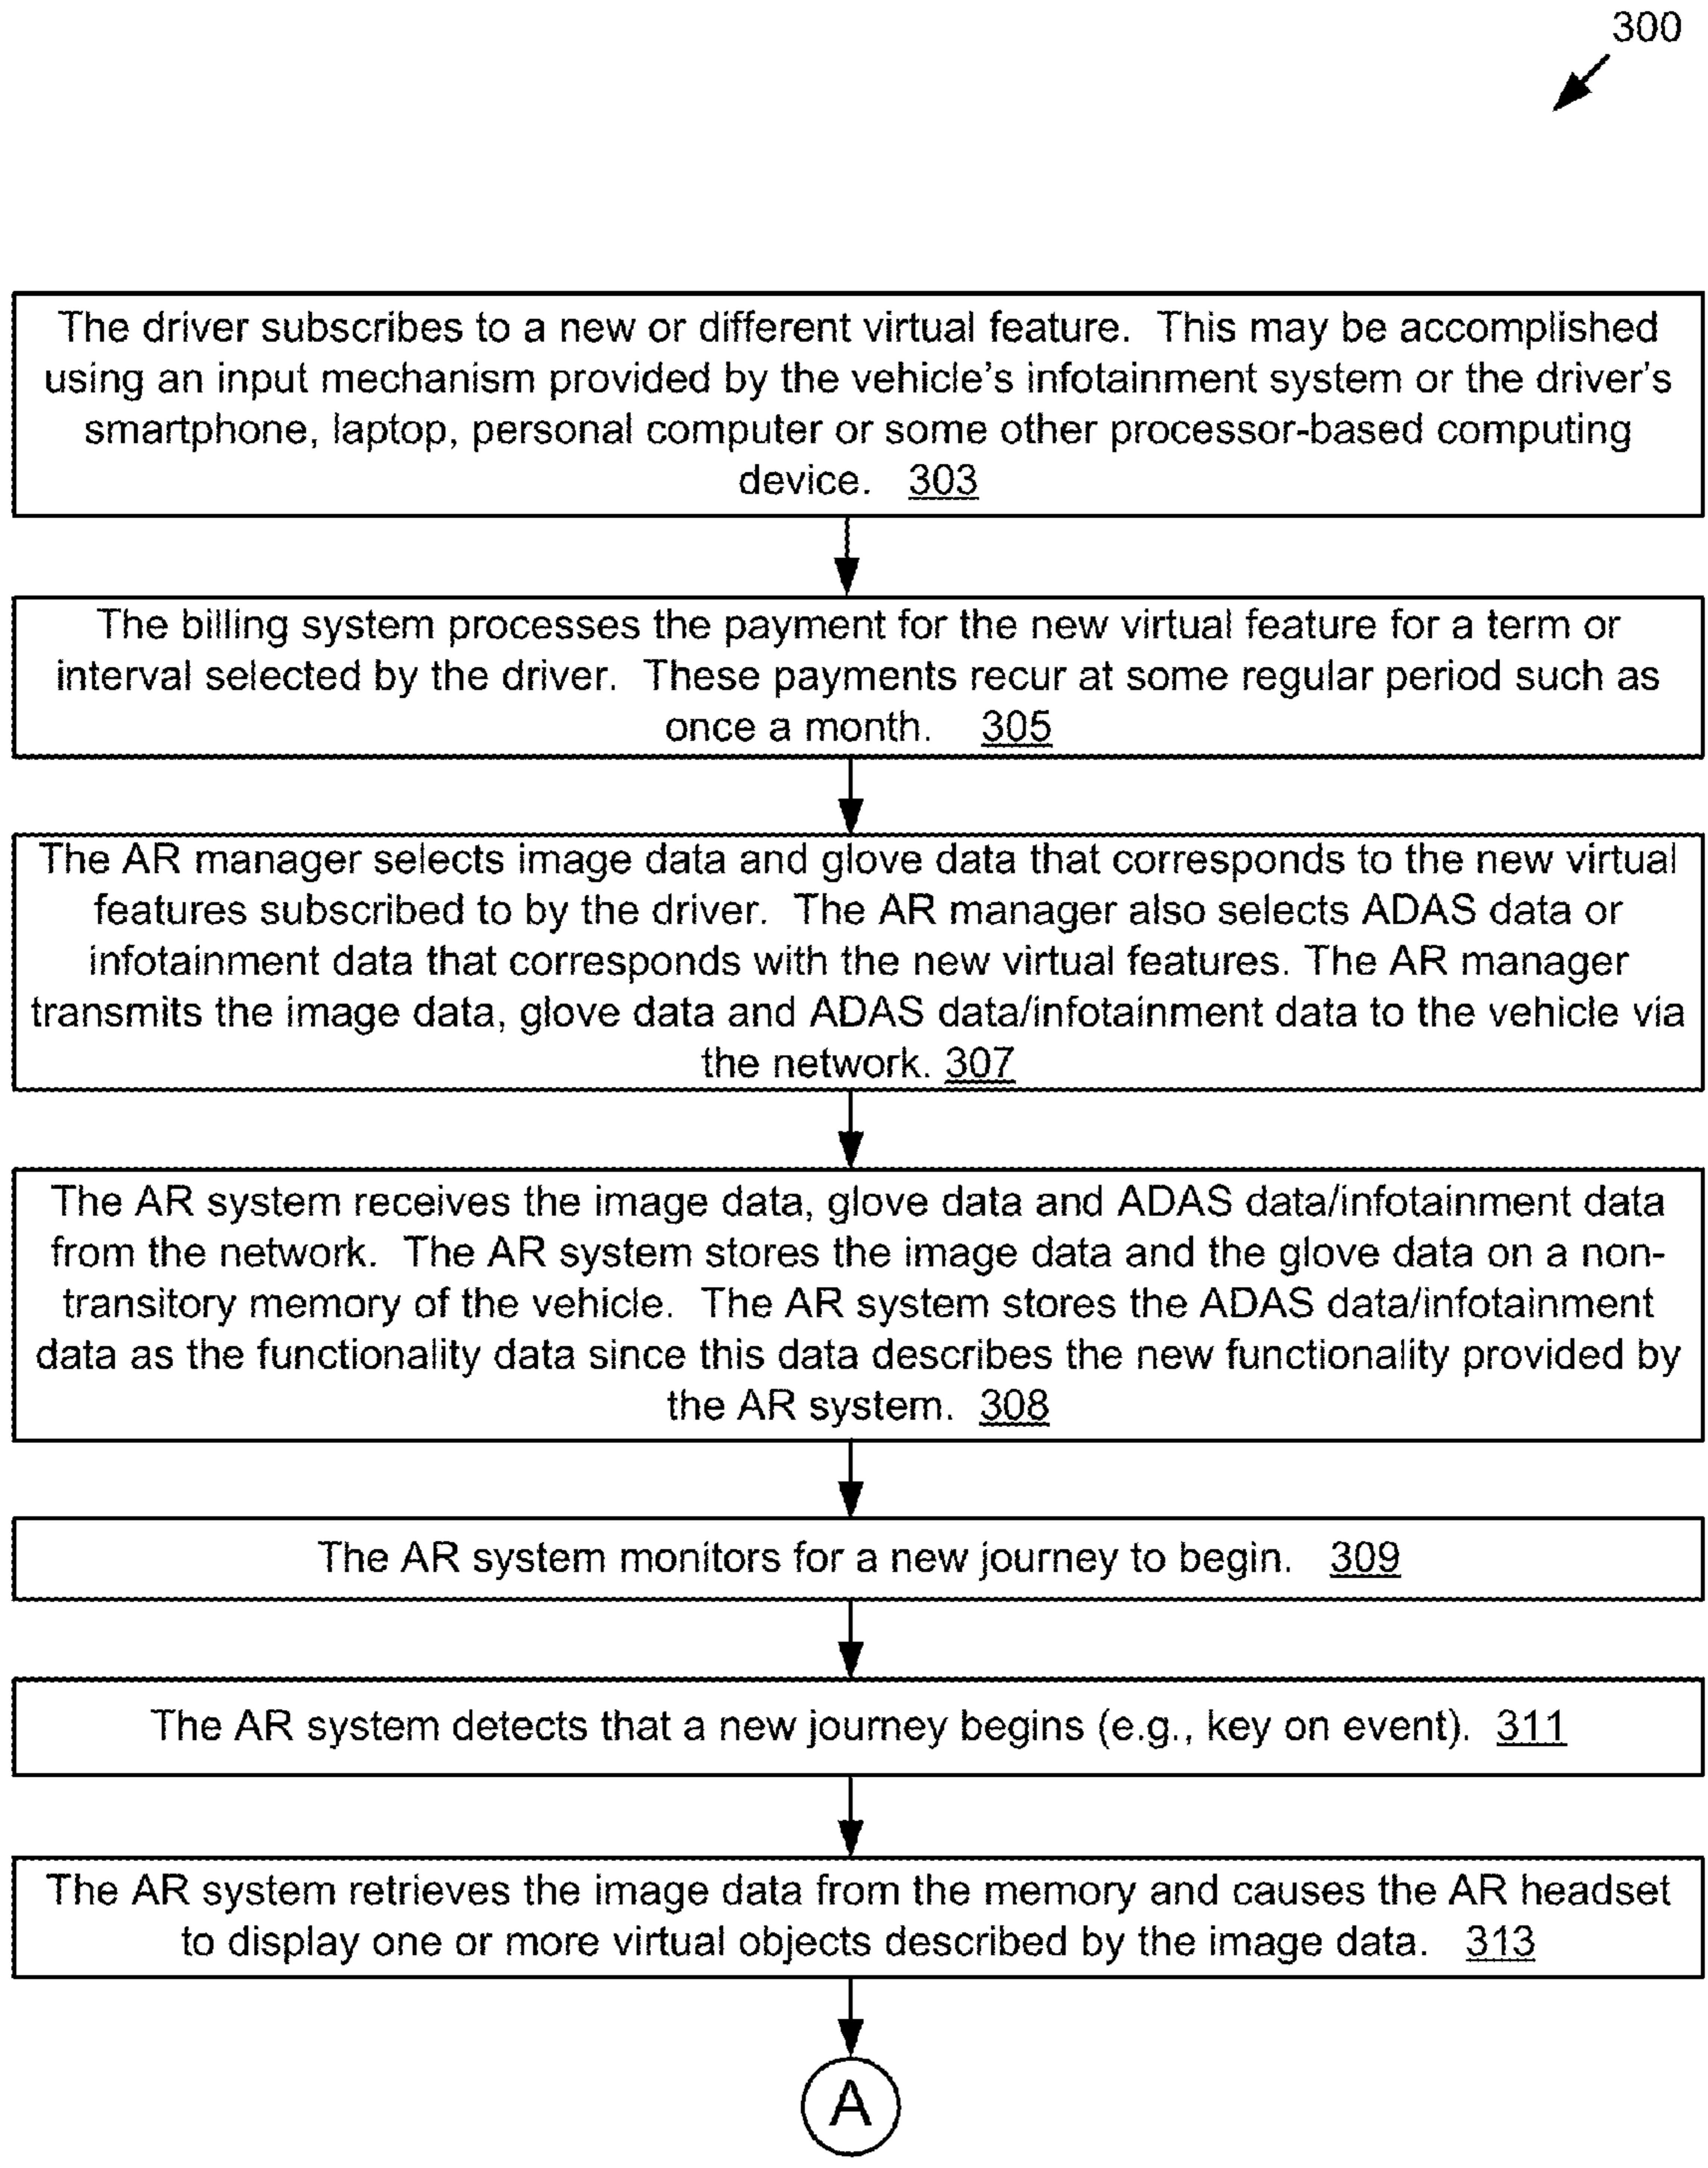 300
The driver subscribes to a new or different virtual feature. This may be accomplished
using an input mechanism provided by the vehicle's infotainment system or the driver's
smartphone, laptop, personal computer or some other processor-based computing
device. 303
The billing system processes the payment for the new virtual feature for a term or
interval selected by the driver. These payments recur at some regular period such as
once a month. 305
The AR manager selects image data and glove data that corresponds to the new virtual
features subscribed to by the driver. The AR manager also selects ADAS data or
infotainment data that corresponds with the new virtual features. The AR manager
transmits the image data, glove data and ADAS data/infotainment data to the vehicle via
the network. 307
The AR system receives the image data, glove data and ADAS data/infotainment data
from the network. The AR system stores the image data and the glove data on a non-
transitory memory of the vehicle. The AR system stores the ADAS data/infotainment
data as the functionality data since this data describes the new functionality provided by
the AR system. 308
The AR system monitors for a new journey to begin. 309
The AR system detects that a new journey begins (e.g., key on event). 311
The AR system retrieves the image data from the memory and causes the AR headset
to display one or more virtual objects described by the image data. 313
A